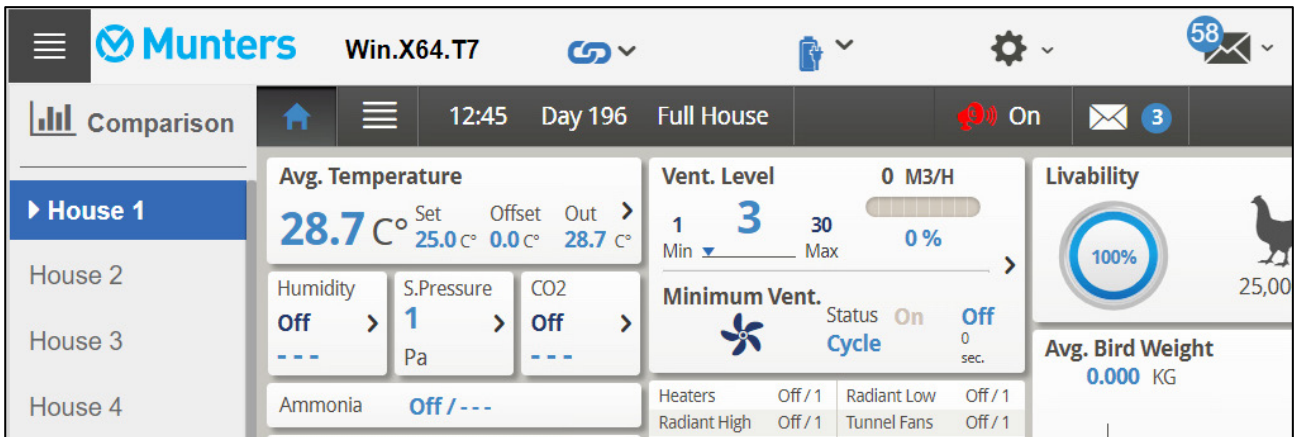 Munters Win.X64.T7 58
Comparison
12:45 Day 196 Full House On 3
House 1
House 2
House 3
House 4
Avg. Temperature
28.7 C° Set 25.0 C° Offset 0.0 C° Out 28.7 C°
Humidity
Off
- - -
S.Pressure
1
Pa
CO2
Off
- - -
Ammonia Off / - - -
Vent. Level 0 M3/H
1 3 30 0 %
Min Max
Minimum Vent.
Status On Off
Cycle 0
sec.
Heaters Off / 1 Radiant Low Off / 1
Radiant High Off / 1 Tunnel Fans Off / 1
Livability
100%
25,00
Avg. Bird Weight
0.000 KG